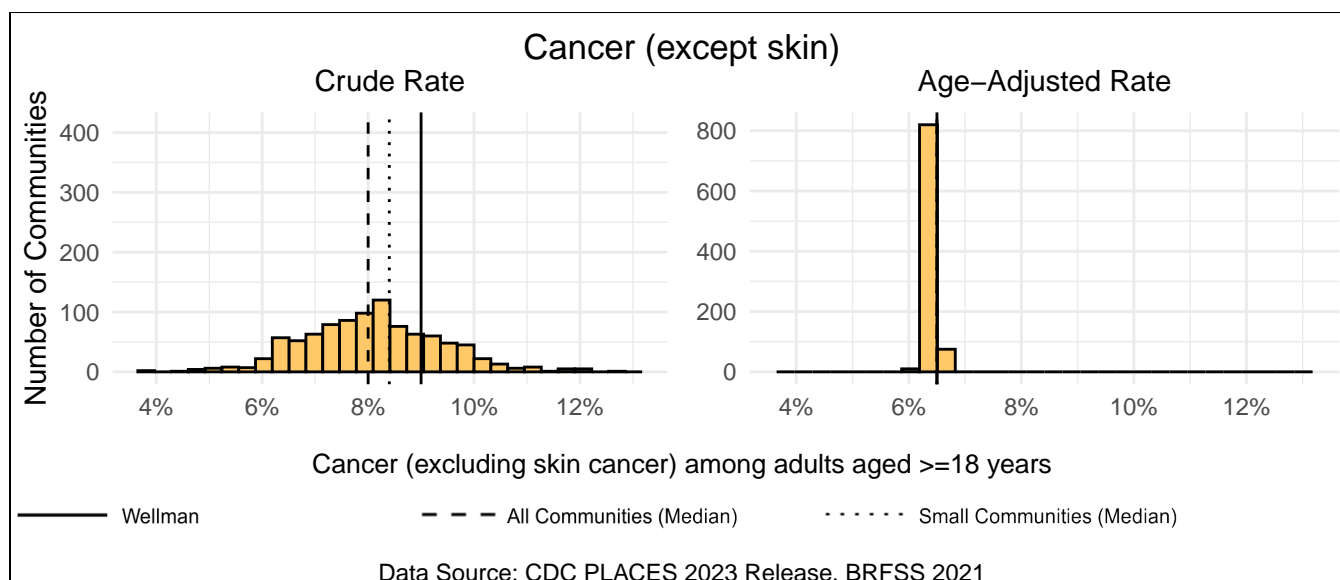 Cancer (except skin)
Crude Rate
Age−Adjusted Rate
Number of Communities
400
300
200
100
0
4%
6%
8%
10%
12%
800
600
400
200
0
4%
6%
8%
10%
12%
Cancer (excluding skin cancer) among adults aged >=18 years
Wellman
All Communities (Median)
Small Communities (Median)
Data Source: CDC PLACES 2023 Release, BRFSS 2021